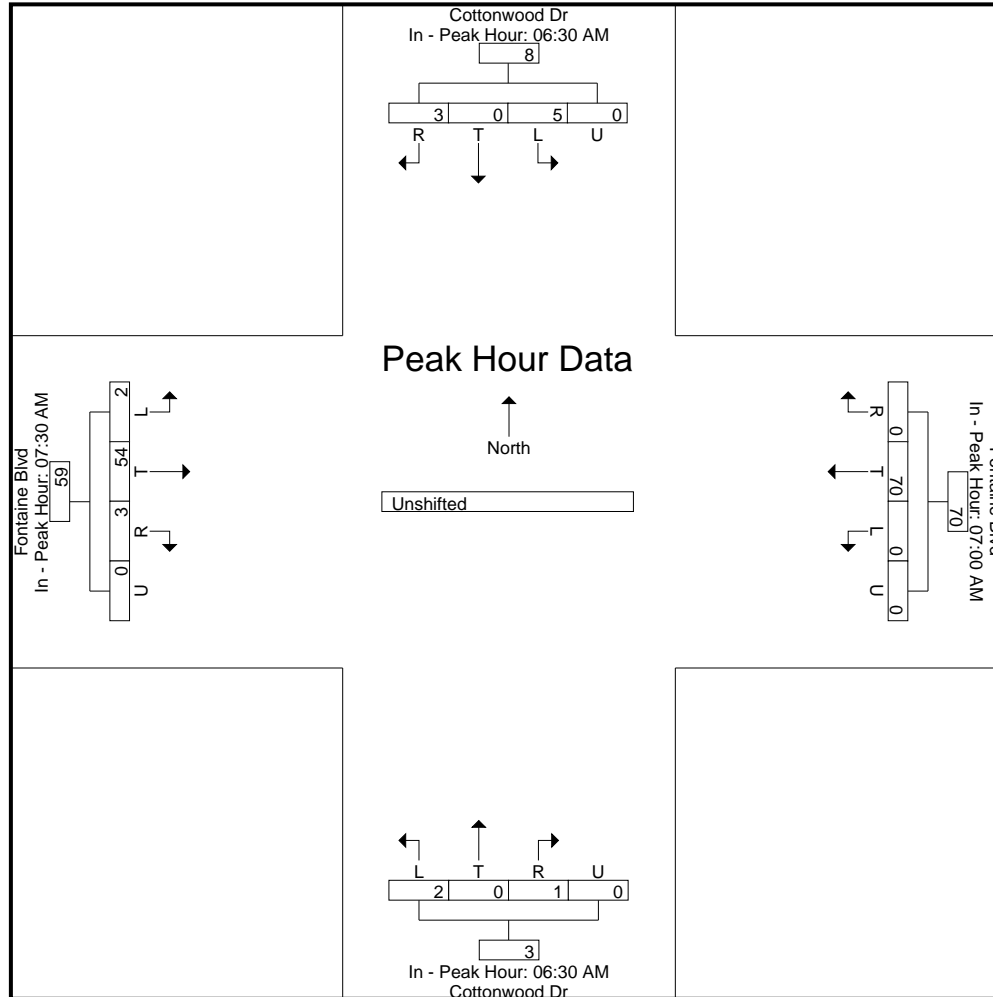 Cottonwood Dr
In - Peak Hour: 06:30 AM
8
3 0 5 0
R T L U
Peak Hour Data
North
Unshifted
Fontaine Blvd
In - Peak Hour: 07:30 AM
59
2 54 3 0
L T R U
In - Peak Hour: 07:00 AM
70
0 70 0 0
R T L U
L T R U
2 0 1 0
3
In - Peak Hour: 06:30 AM
Cottonwood Dr